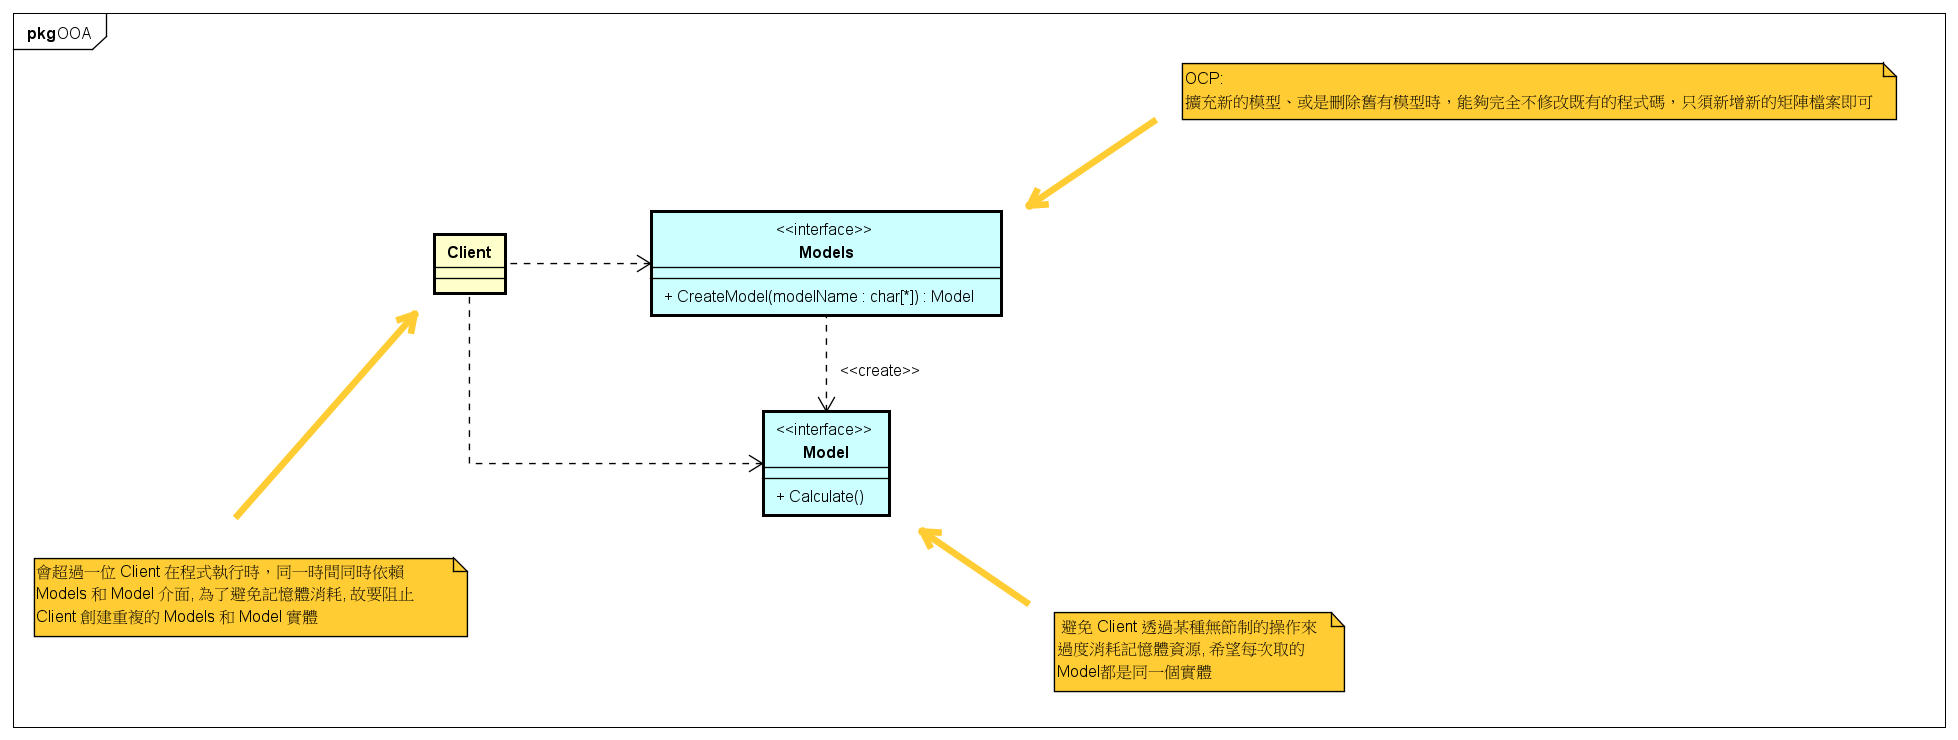 pkg OOA
OCP:
擴充新的模型、或是刪除舊有模型時，能夠完全不修改既有的程式碼，只須新增新的矩陣檔案即可
<<interface>>
Models
+ CreateModel(modelName : char[*]) : Model
Client
<<create>>
<<interface>>
Model
+ Calculate()
會超過一位 Client 在程式執行時，同一時間同時依賴
Models 和 Model 介面, 為了避免記憶體消耗, 故要阻止
Client 創建重複的 Models 和 Model 實體
避免 Client 透過某種無節制的操作來
過度消耗記憶體資源, 希望每次取的
Model都是同一個實體